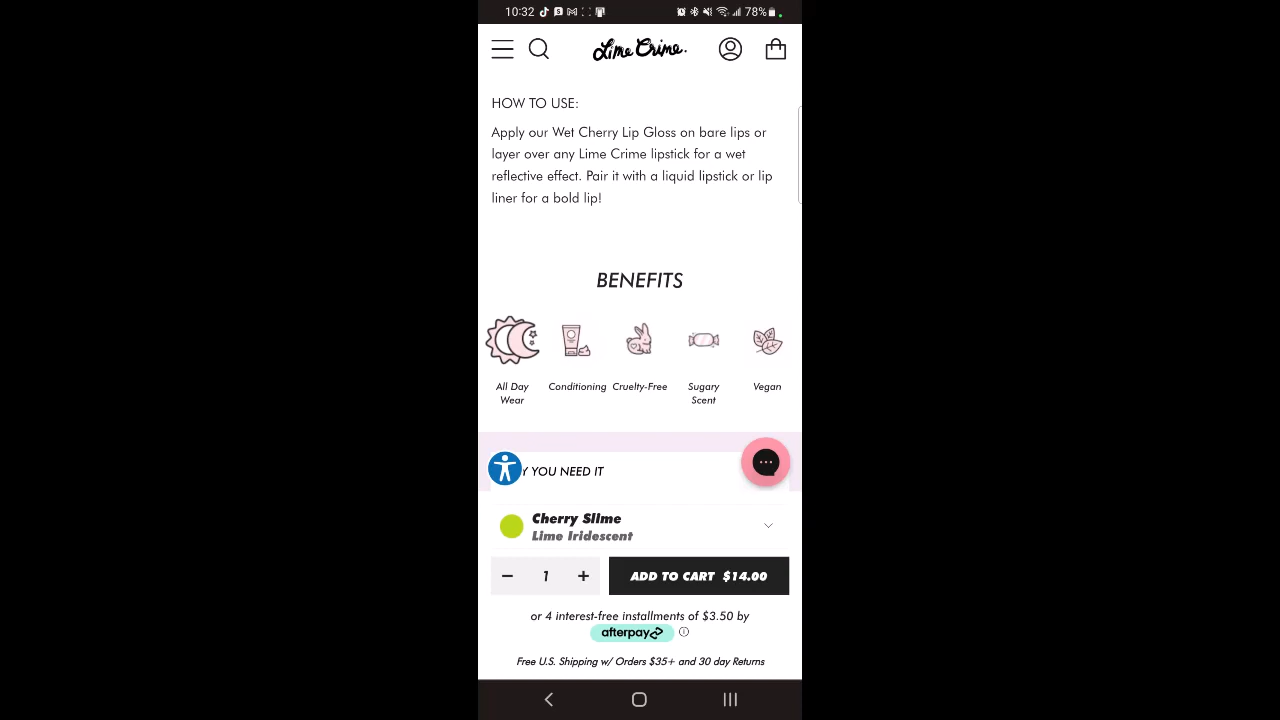 10:32
78%
Lime Crime.
HOW TO USE:
Apply our Wet Cherry Lip Gloss on bare lips or
layer over any Lime Crime lipstick for a wet
reflective effect. Pair it with a liquid lipstick or lip
liner for a bold lip!
BENEFITS
All Day
Wear
Conditioning
Cruelty-Free
Sugary
Scent
Vegan
Y YOU NEED IT
Cherry Slime
Lime Iridescent
− 1 +
ADD TO CART $14.00
or 4 interest-free installments of $3.50 by
afterpay
Free U.S. Shipping w/ Orders $35+ and 30 day Returns